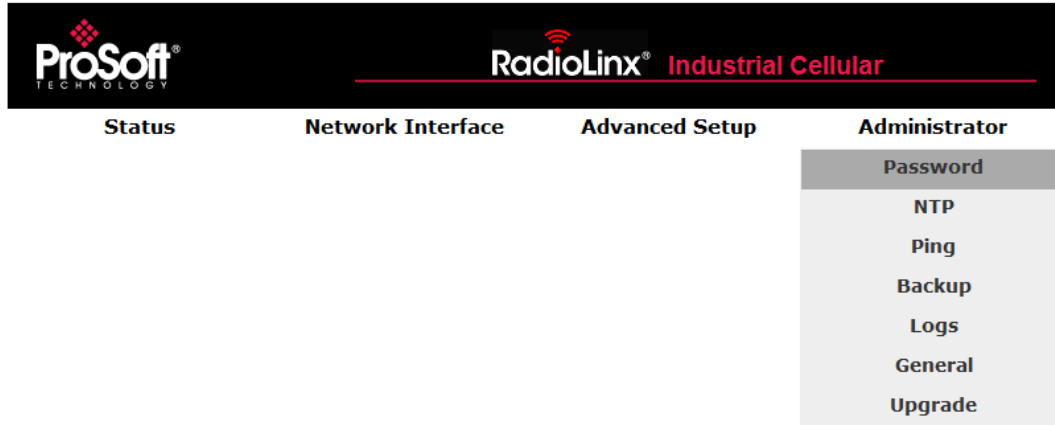 ProSoft®
TECHNOLOGY
RadioLinx® Industrial Cellular
Status Network Interface Advanced Setup Administrator
Password
NTP
Ping
Backup
Logs
General
Upgrade